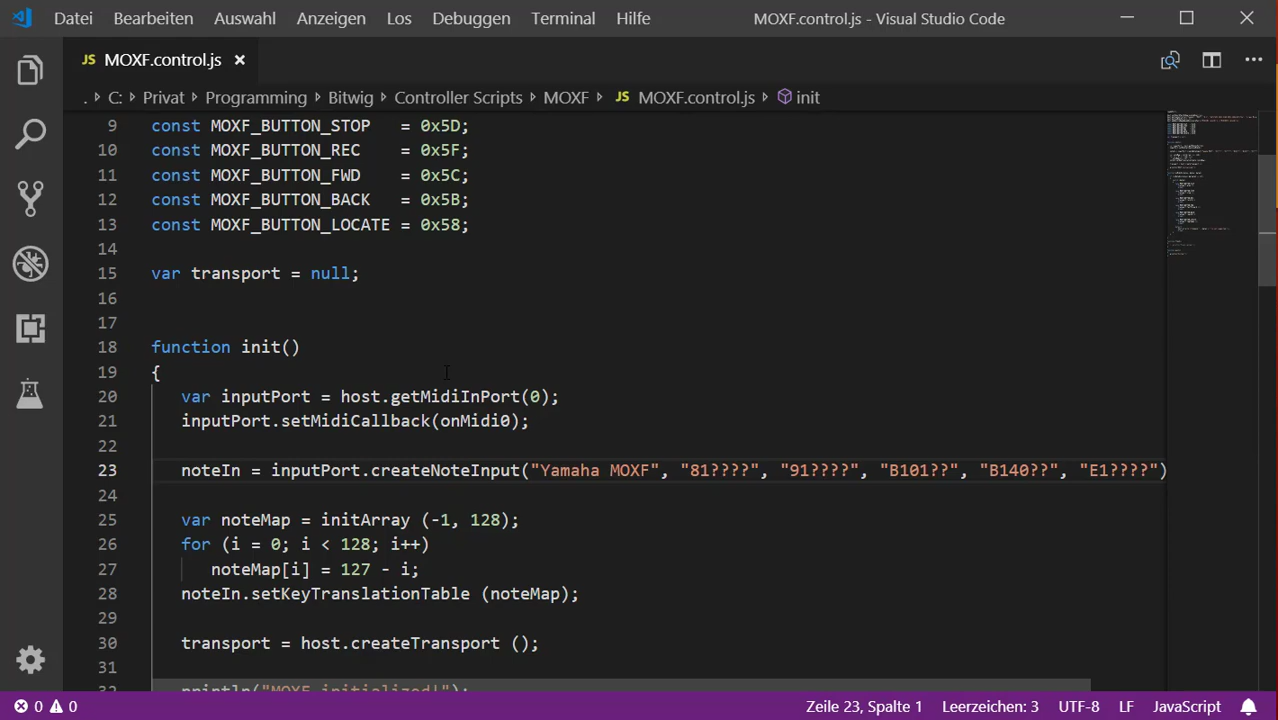 Datei Bearbeiten Auswahl Anzeigen Los Debuggen Terminal Hilfe MOXF.control.js - Visual Studio Code
JS MOXF.control.js ×
. > C: > Privat > Programming > Bitwig > Controller Scripts > MOXF > JS MOXF.control.js > init
9 const MOXF_BUTTON_STOP   = 0x5D;
10 const MOXF_BUTTON_REC    = 0x5F;
11 const MOXF_BUTTON_FWD    = 0x5C;
12 const MOXF_BUTTON_BACK   = 0x5B;
13 const MOXF_BUTTON_LOCATE = 0x58;
14
15 var transport = null;
16
17
18 function init()
19 {
20    var inputPort = host.getMidiInPort(0);
21    inputPort.setMidiCallback(onMidi0);
22
23    noteIn = inputPort.createNoteInput("Yamaha MOXF", "81????", "91????", "B101??", "B140??", "E1????")
24
25    var noteMap = initArray (-1, 128);
26    for (i = 0; i < 128; i++)
27       noteMap[i] = 127 - i;
28    noteIn.setKeyTranslationTable (noteMap);
29
30    transport = host.createTransport ();
31
32    println("MOXF initialized!");
0 0 Zeile 23, Spalte 1 Leerzeichen: 3 UTF-8 LF JavaScript